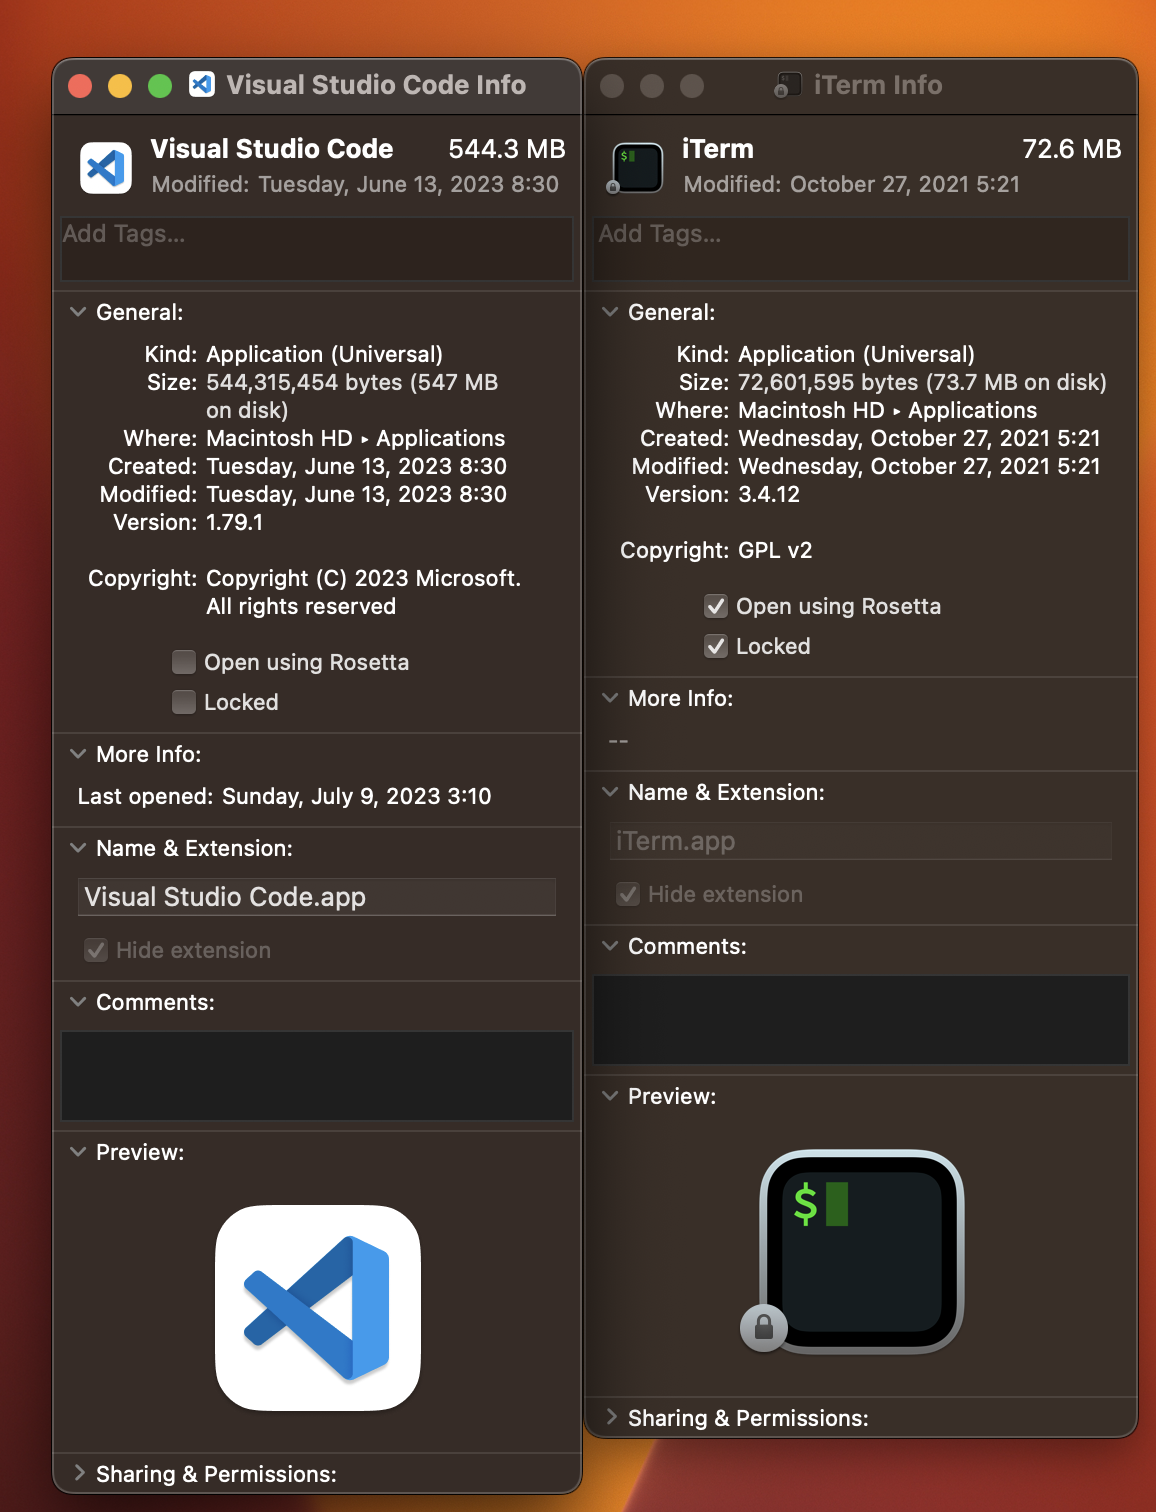 Visual Studio Code Info
Visual Studio Code 544.3 MB
Modified: Tuesday, June 13, 2023 8:30
Add Tags...
General:
Kind: Application (Universal)
Size: 544,315,454 bytes (547 MB
on disk)
Where: Macintosh HD ▸ Applications
Created: Tuesday, June 13, 2023 8:30
Modified: Tuesday, June 13, 2023 8:30
Version: 1.79.1
Copyright: Copyright (C) 2023 Microsoft.
All rights reserved
Open using Rosetta
Locked
More Info:
Last opened: Sunday, July 9, 2023 3:10
Name & Extension:
Visual Studio Code.app
Hide extension
Comments:
Preview:
Sharing & Permissions:
iTerm Info
iTerm 72.6 MB
Modified: October 27, 2021 5:21
Add Tags...
General:
Kind: Application (Universal)
Size: 72,601,595 bytes (73.7 MB on disk)
Where: Macintosh HD ▸ Applications
Created: Wednesday, October 27, 2021 5:21
Modified: Wednesday, October 27, 2021 5:21
Version: 3.4.12
Copyright: GPL v2
Open using Rosetta
Locked
More Info:
--
Name & Extension:
iTerm.app
Hide extension
Comments:
Preview:
$
Sharing & Permissions: